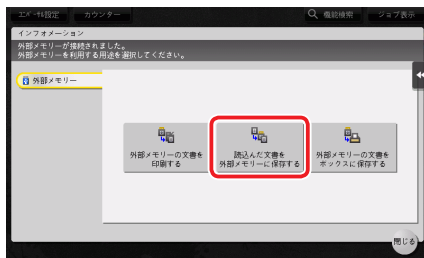 ﾕﾆﾊﾞｰｻﾙ設定 カウンター 機能検索 ジョブ表示
インフォメーション
外部メモリーが接続されました。
外部メモリーを利用する用途を選択してください。
外部メモリー
外部メモリーの文書を
印刷する
読込んだ文書を
外部メモリーに保存する
外部メモリーの文書を
ボックスに保存する
閉じる